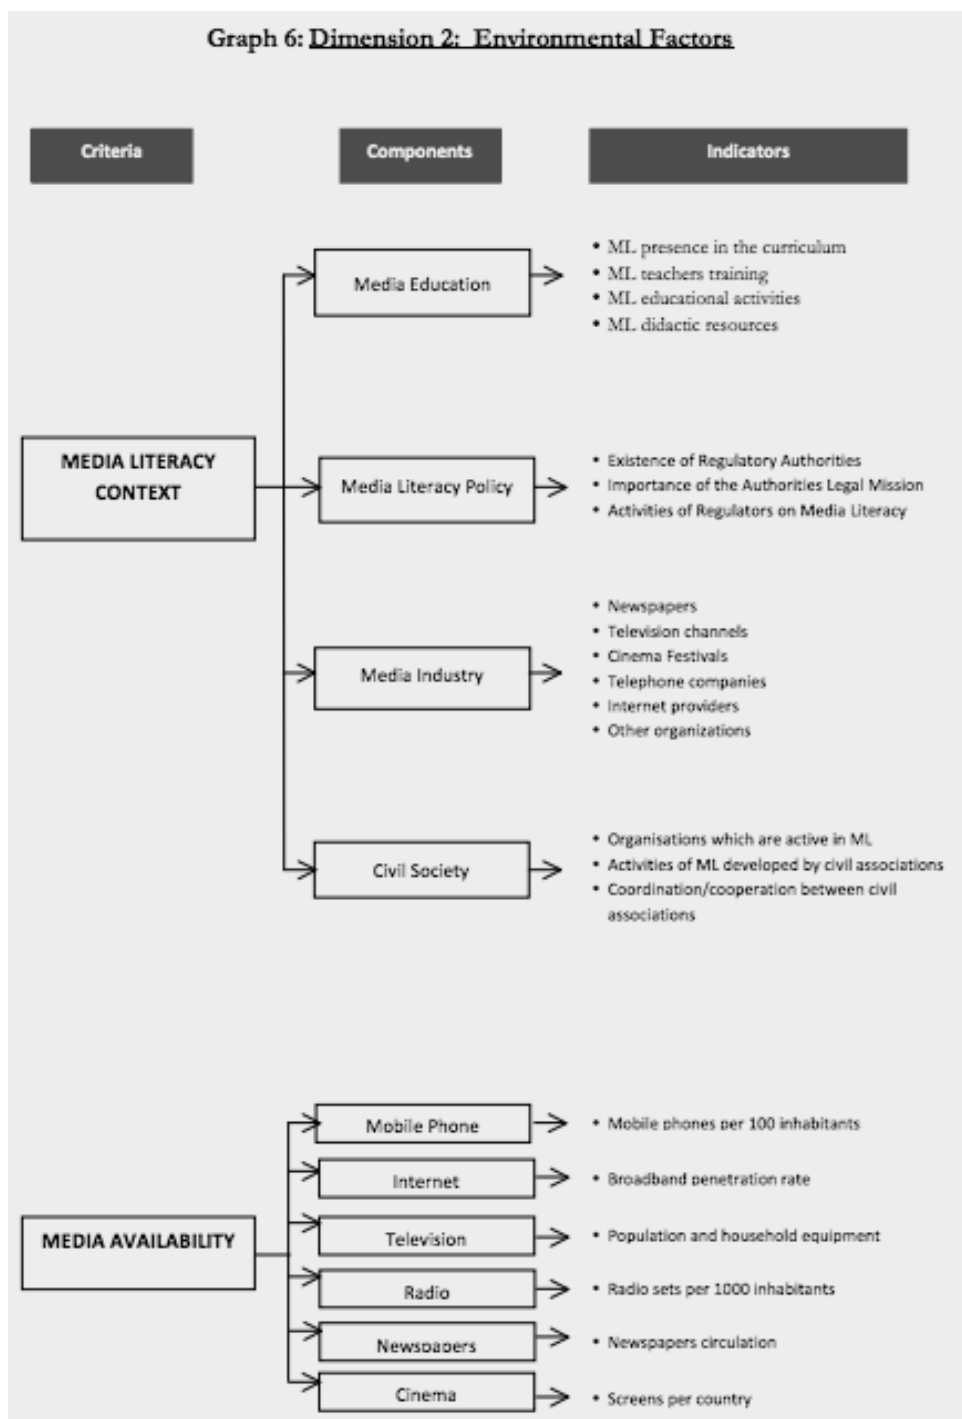 Graph 6: Dimension 2: Environmental Factors
Criteria
Components
Indicators
MEDIA LITERACY
CONTEXT
Media Education
• ML presence in the curriculum
• ML teachers training
• ML educational activities
• ML didactic resources
Media Literacy Policy
• Existence of Regulatory Authorities
• Importance of the Authorities Legal Mission
• Activities of Regulators on Media Literacy
Media Industry
• Newspapers
• Television channels
• Cinema Festivals
• Telephone companies
• Internet providers
• Other organizations
Civil Society
• Organisations which are active in ML
• Activities of ML developed by civil associations
• Coordination/cooperation between civil
associations
MEDIA AVAILABILITY
Mobile Phone
• Mobile phones per 100 inhabitants
Internet
• Broadband penetration rate
Television
• Population and household equipment
Radio
• Radio sets per 1000 inhabitants
Newspapers
• Newspapers circulation
Cinema
• Screens per country